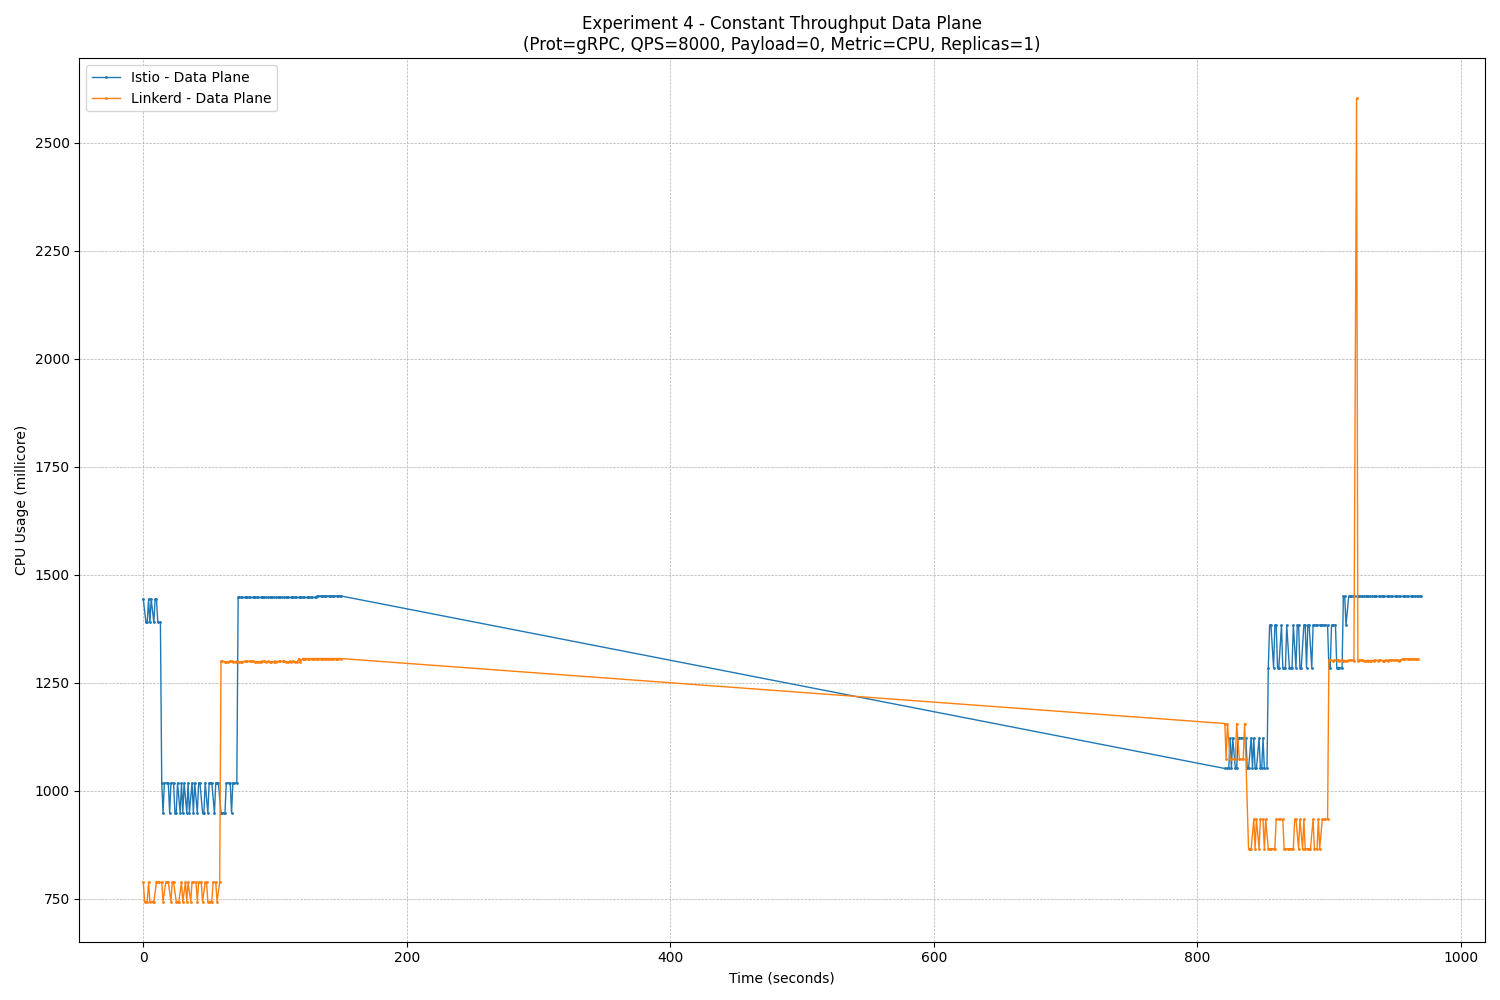 Experiment 4 - Constant Throughput Data Plane
(Prot=gRPC, QPS=8000, Payload=0, Metric=CPU, Replicas=1)
Istio - Data Plane
Linkerd - Data Plane
2500
2250
2000
1750
1500
1250
1000
750
CPU Usage (millicore)
0 200 400 600 800 1000
Time (seconds)